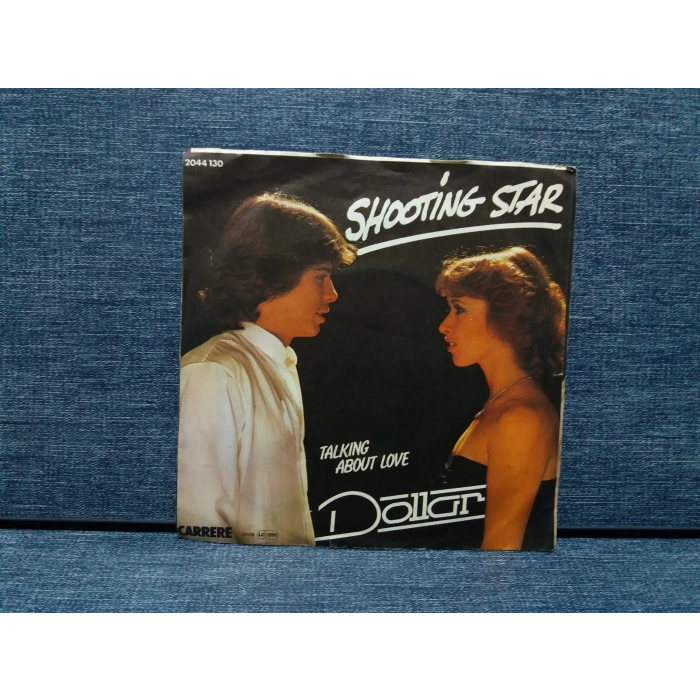 2044 130
SHOOTING STAR
TALKING
ABOUT LOVE
Dollar
CARRERE